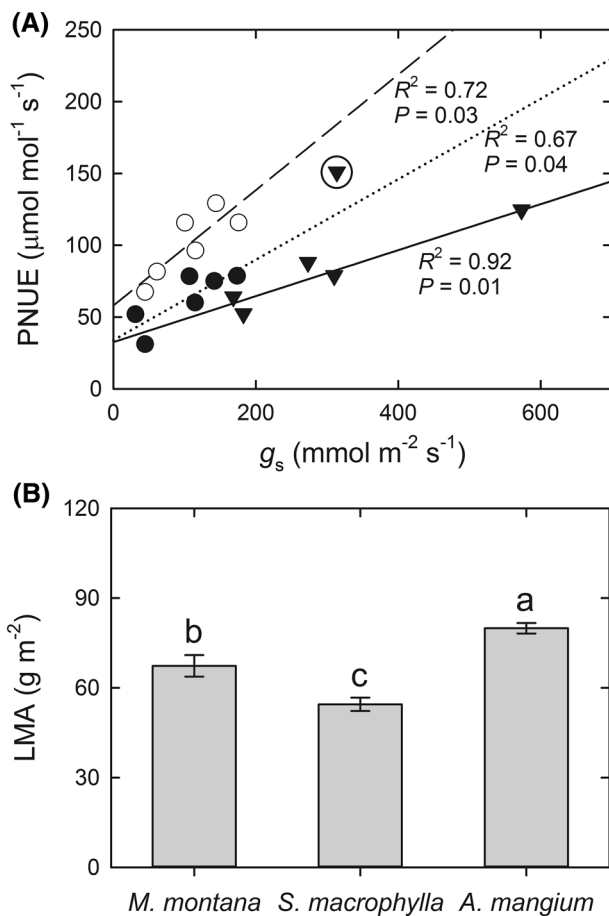 (A)
250
200
150
100
50
0
PNUE (μmol mol⁻¹ s⁻¹)
R² = 0.72
P = 0.03
R² = 0.67
P = 0.04
R² = 0.92
P = 0.01
0 200 400 600
gs (mmol m⁻² s⁻¹)
(B)
120
90
60
30
0
LMA (g m⁻²)
b
c
a
M. montana S. macrophylla A. mangium